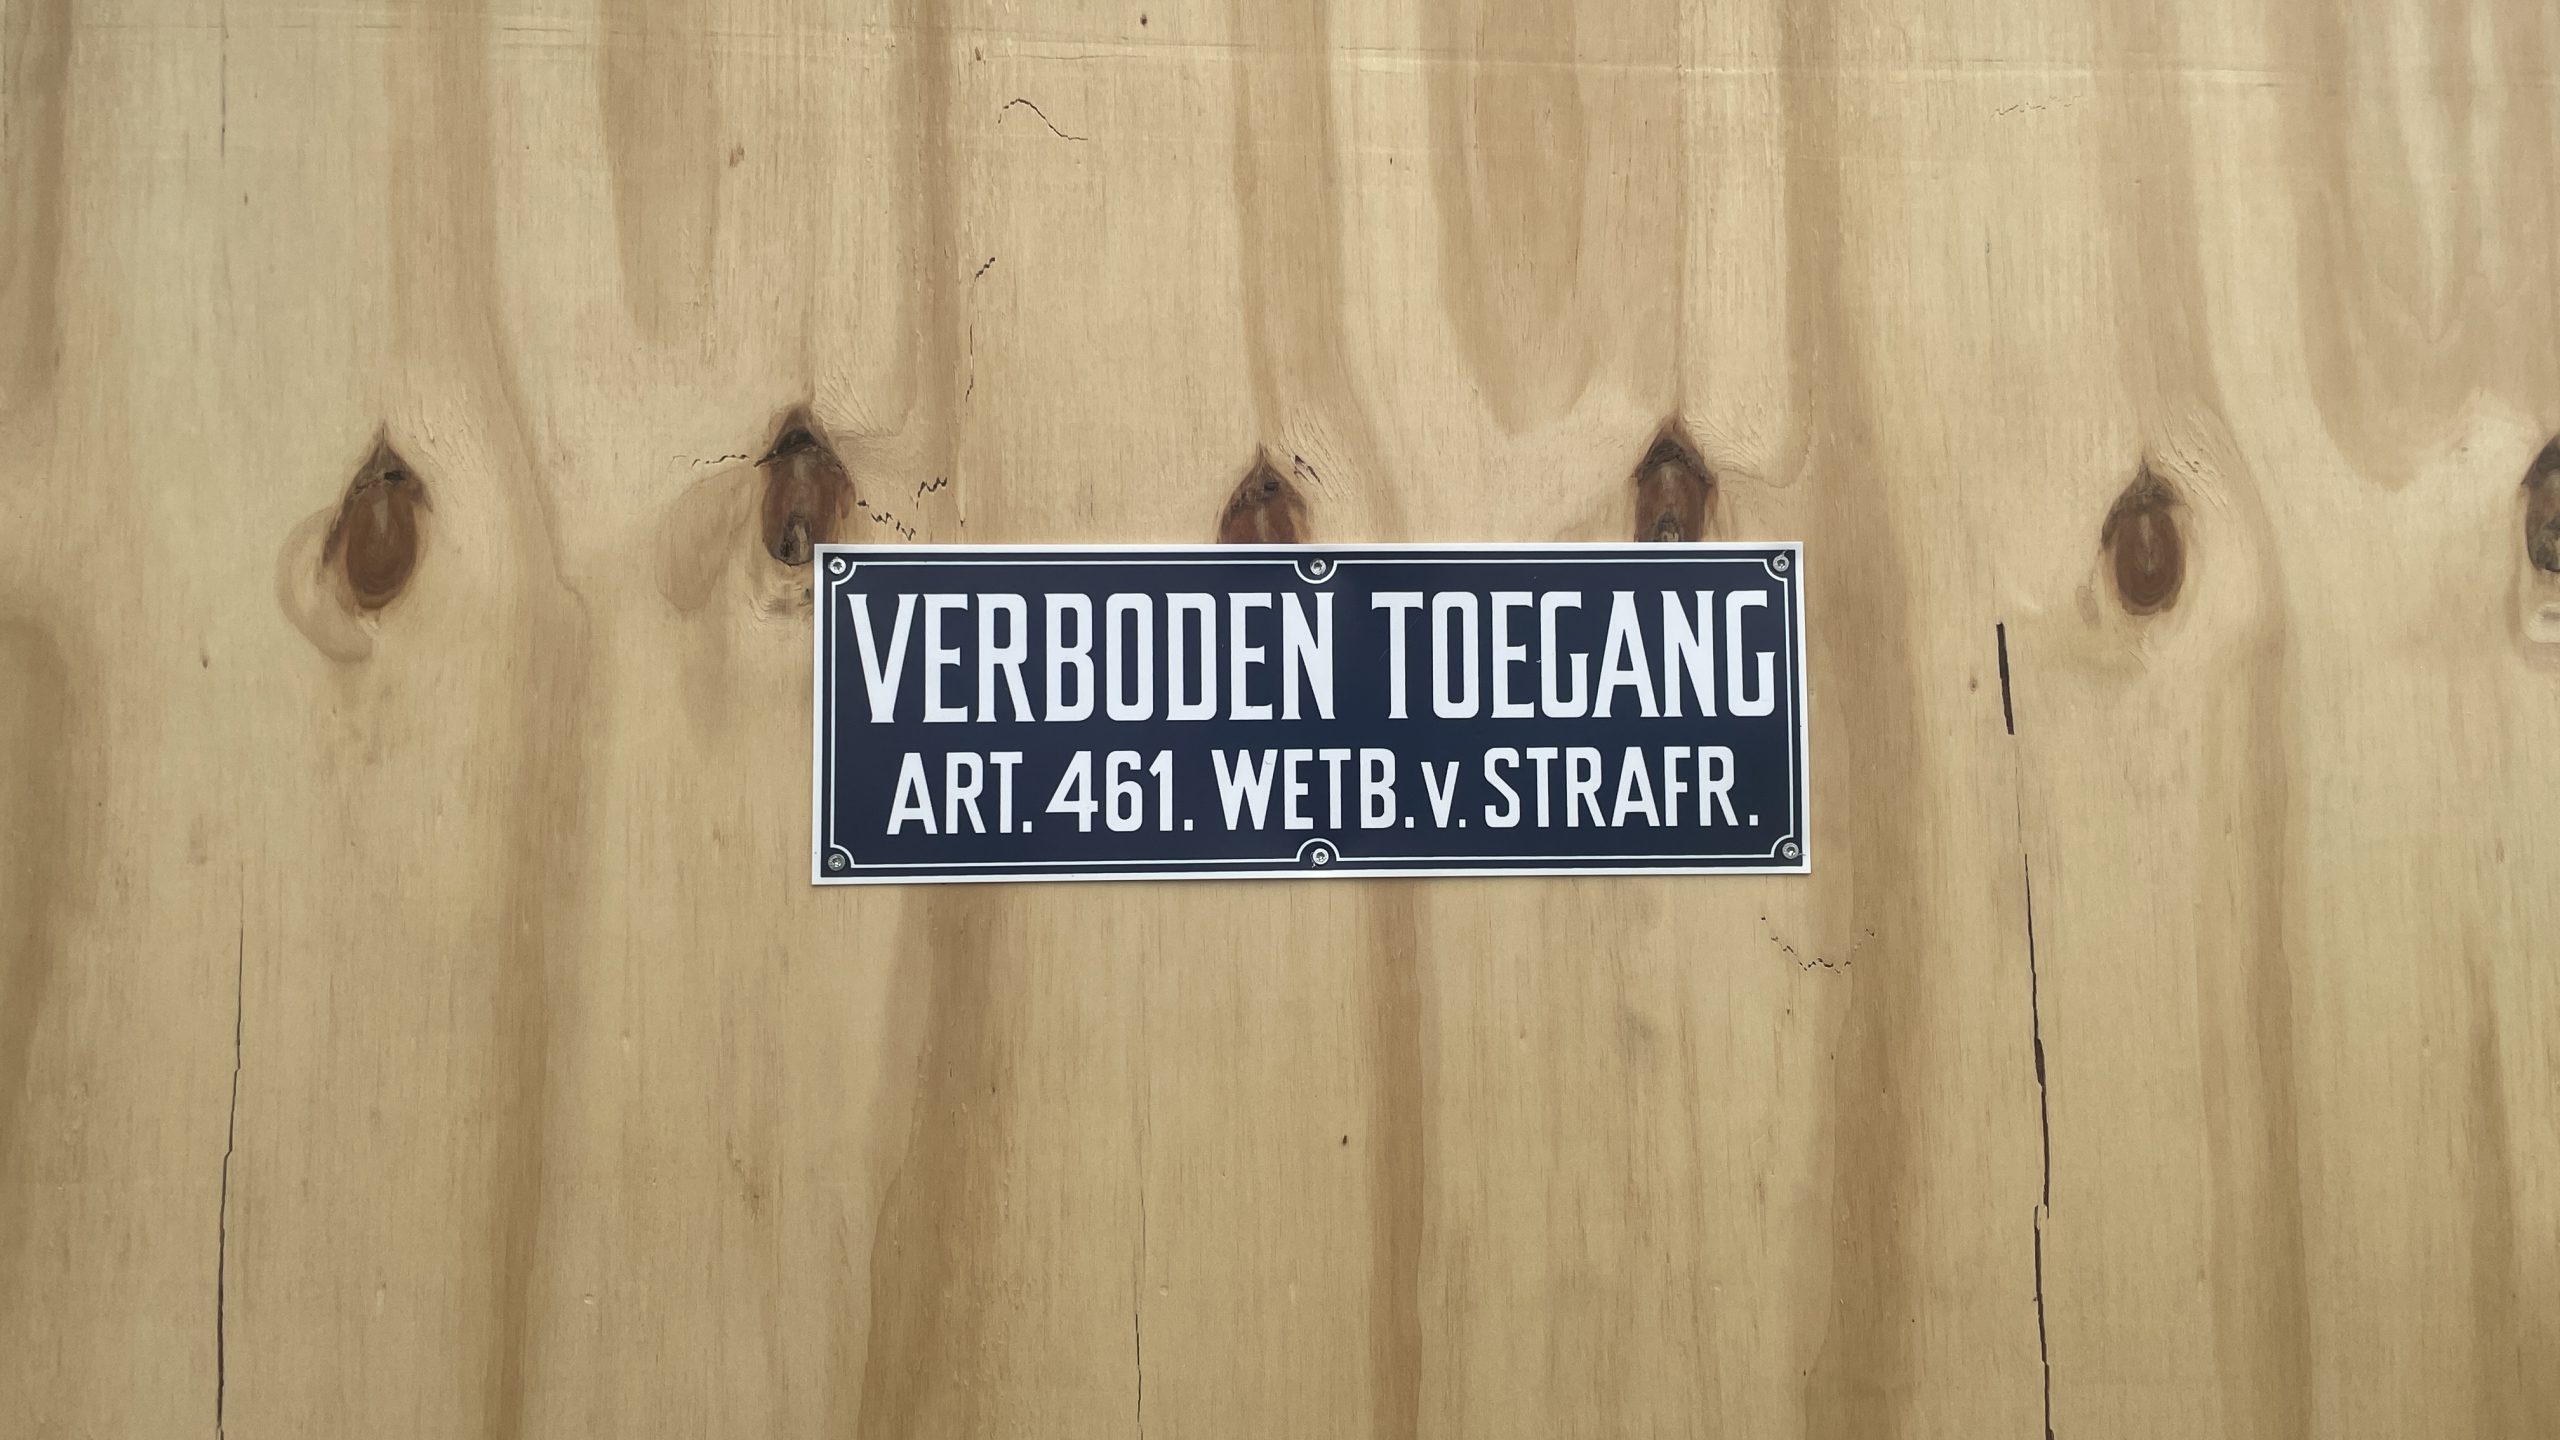 VERBODEN TOEGANG
ART. 461. WETB. V. STRAFR.